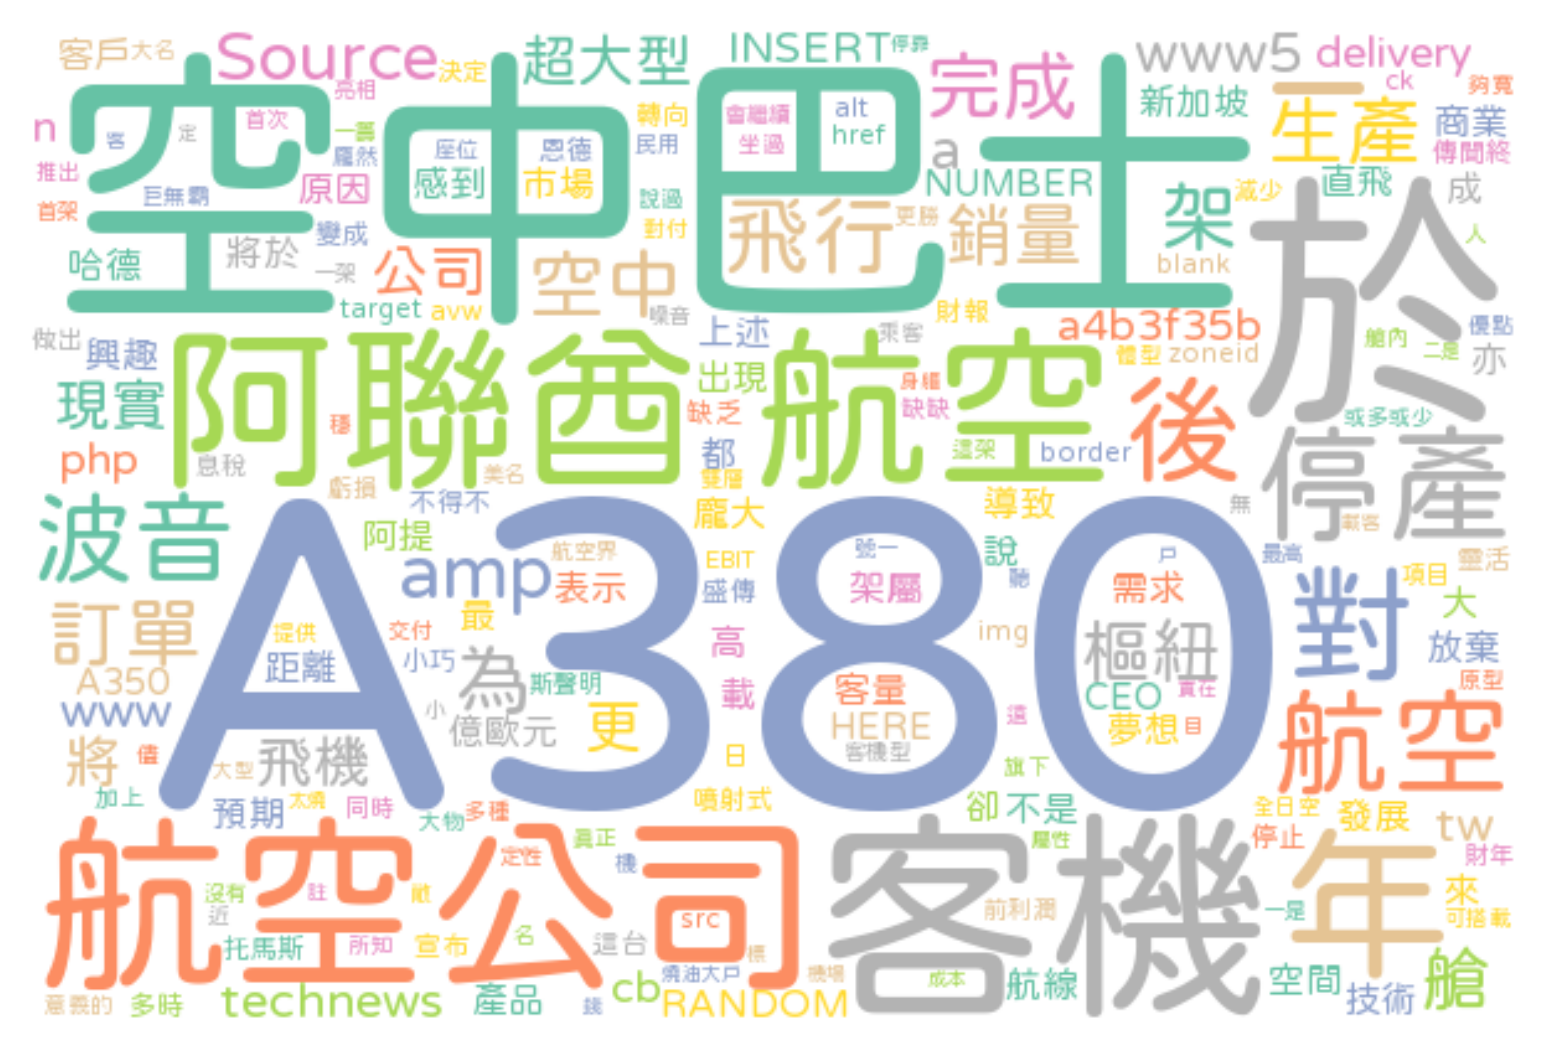 客戶 大名 Source 決定 超大型 INSERT 停靠 完成 www5 delivery
亮相 ck 夠寬
空中巴士
n 客 定 首次 一籌 轉向 會繼續 alt 新加坡 一 生產 商業
龐然 座位 恩德 民用 坐過 href a 傳聞終
推出 巨無霸 原因 感到 市場 說過 NUMBER 架 減少 直飛 成
首架 變成 對付 飛行 更勝 銷量 人
哈德 將於 一架 公司 空中 blank 於
target avw 噪音 財報
做出 興趣 上述 乘客 a4b3f35b 優點
體型 zoneid 艙內 二是 亦
阿聯酋航空
現實 出現 身軀 缺缺 後 或多或少
穩 缺乏
php 息稅 美名 都 這架 border 停產
虧損 不得不 雙層 導致 無 載客
波音 阿提 龐大
航空界 EBIT 號一 說 戶 最高 靈活
A380
amp 表示 盛傳 架屬 聽 需求 對 項目 大
訂單 提供 交付 最 高 img 樞紐 放棄
A350 距離 小巧 為 斯聲明 載 客量 CEO 實在 原型
www 小 億歐元 更 HERE 這 夢想 目 航空
將 僅 大型 飛機 日 客機型 旗下
加上 預期 太燒 同時 多種 噴射式 卻 不是 全日空 發展 tw
大物 真正 屬性 停止 財年
航空公司 定性 機 客機 年
沒有 註 敵 src 前利潤 一是 來
近 可搭載
托馬斯 所知 宣布 名 這台 標
燒油大戶 機場 成本 航線 空間 艙
意義的 多時 technews 產品 錢 cb RANDOM 技術